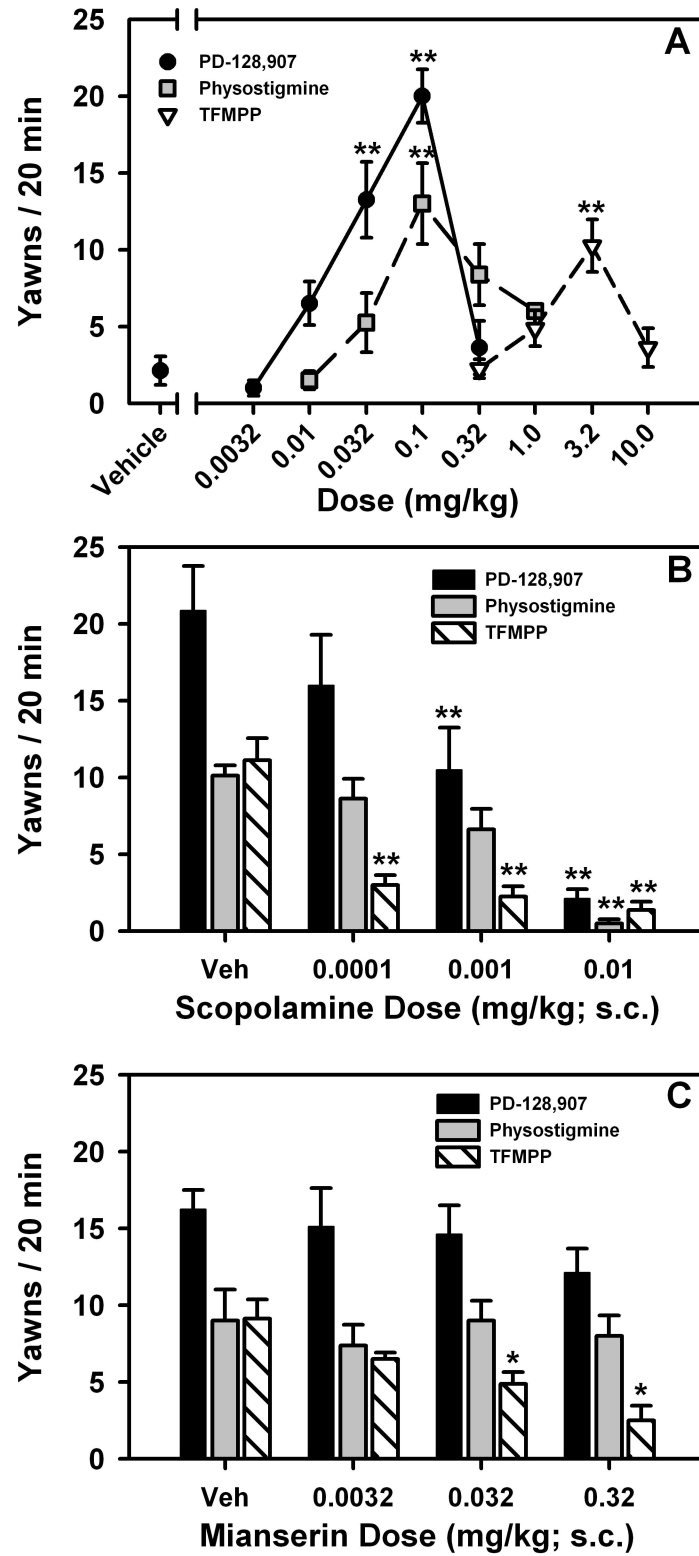 A
Yawns / 20 min
25
20
15
10
5
0
PD-128,907
Physostigmine
TFMPP
**
**
**
**
Vehicle
0.0032
0.01
0.032
0.1
0.32
1.0
3.2
10.0
Dose (mg/kg)
B
Yawns / 20 min
25
20
15
10
5
0
PD-128,907
Physostigmine
TFMPP
**
**
**
**
**
**
Veh
0.0001
0.001
0.01
Scopolamine Dose (mg/kg; s.c.)
C
Yawns / 20 min
25
20
15
10
5
0
PD-128,907
Physostigmine
TFMPP
*
*
Veh
0.0032
0.032
0.32
Mianserin Dose (mg/kg; s.c.)